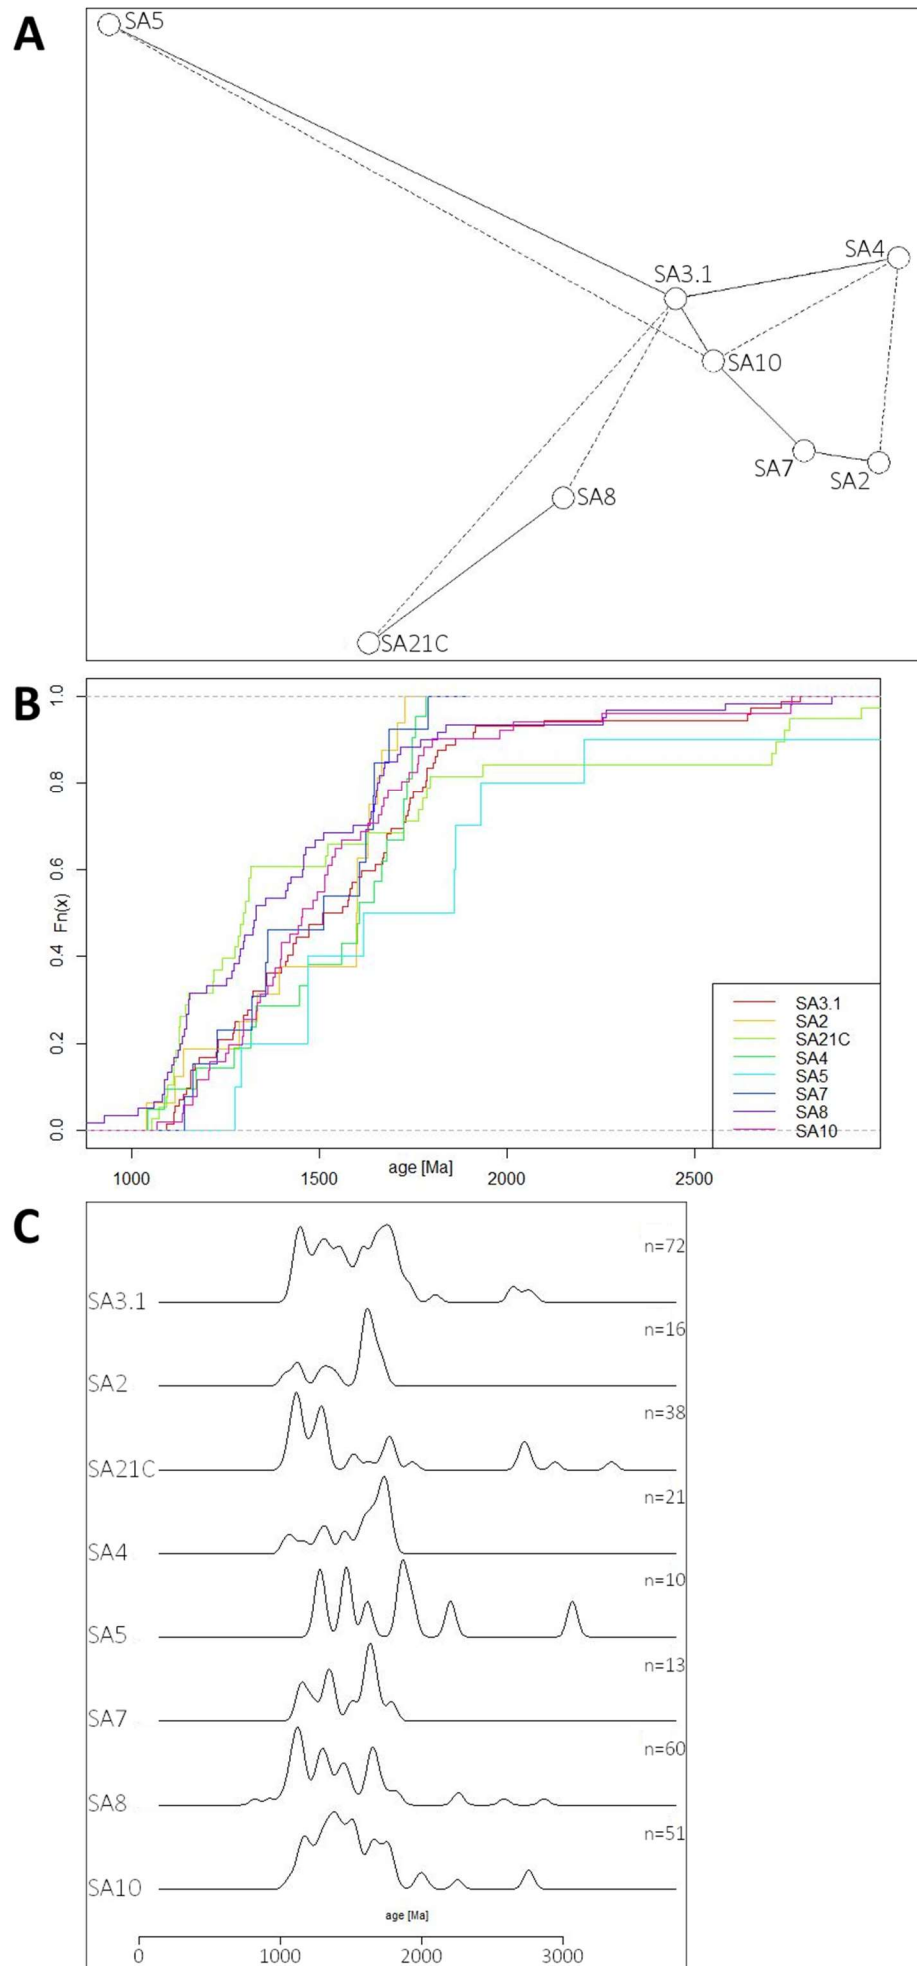 A
SA5
SA4
SA3.1
SA10
SA7
SA2
SA8
SA21C
B
Fn(x)
1.0
0.8
0.6
0.4
0.2
0.0
SA3.1
SA2
SA21C
SA4
SA5
SA7
SA8
SA10
1000
1500
2000
2500
age [Ma]
C
n=72
SA3.1
n=16
SA2
n=38
SA21C
n=21
SA4
n=10
SA5
n=13
SA7
n=60
SA8
n=51
SA10
age [Ma]
0
1000
2000
3000